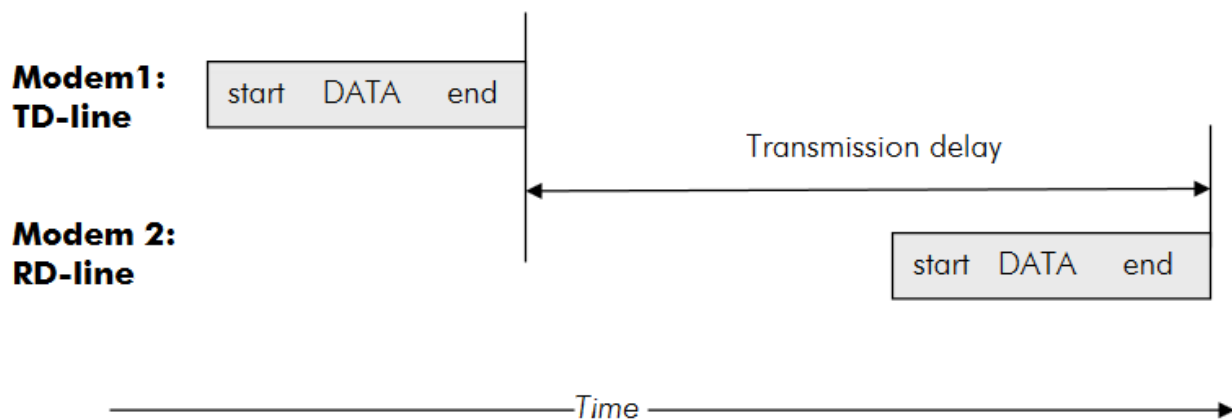 Modem1:
TD-line
start DATA end
Transmission delay
Modem 2:
RD-line
start DATA end
Time